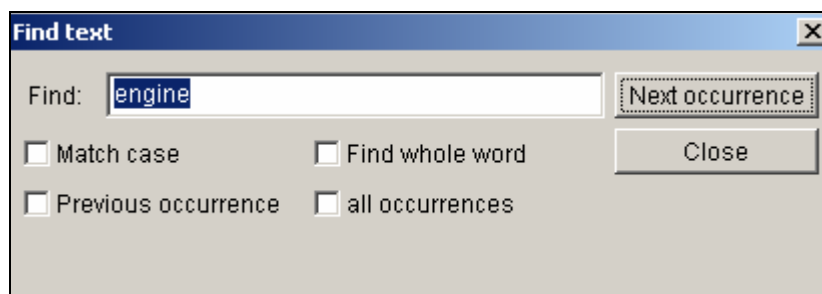 Find text
Find: engine Next occurrence
Match case Find whole word Close
Previous occurrence all occurrences